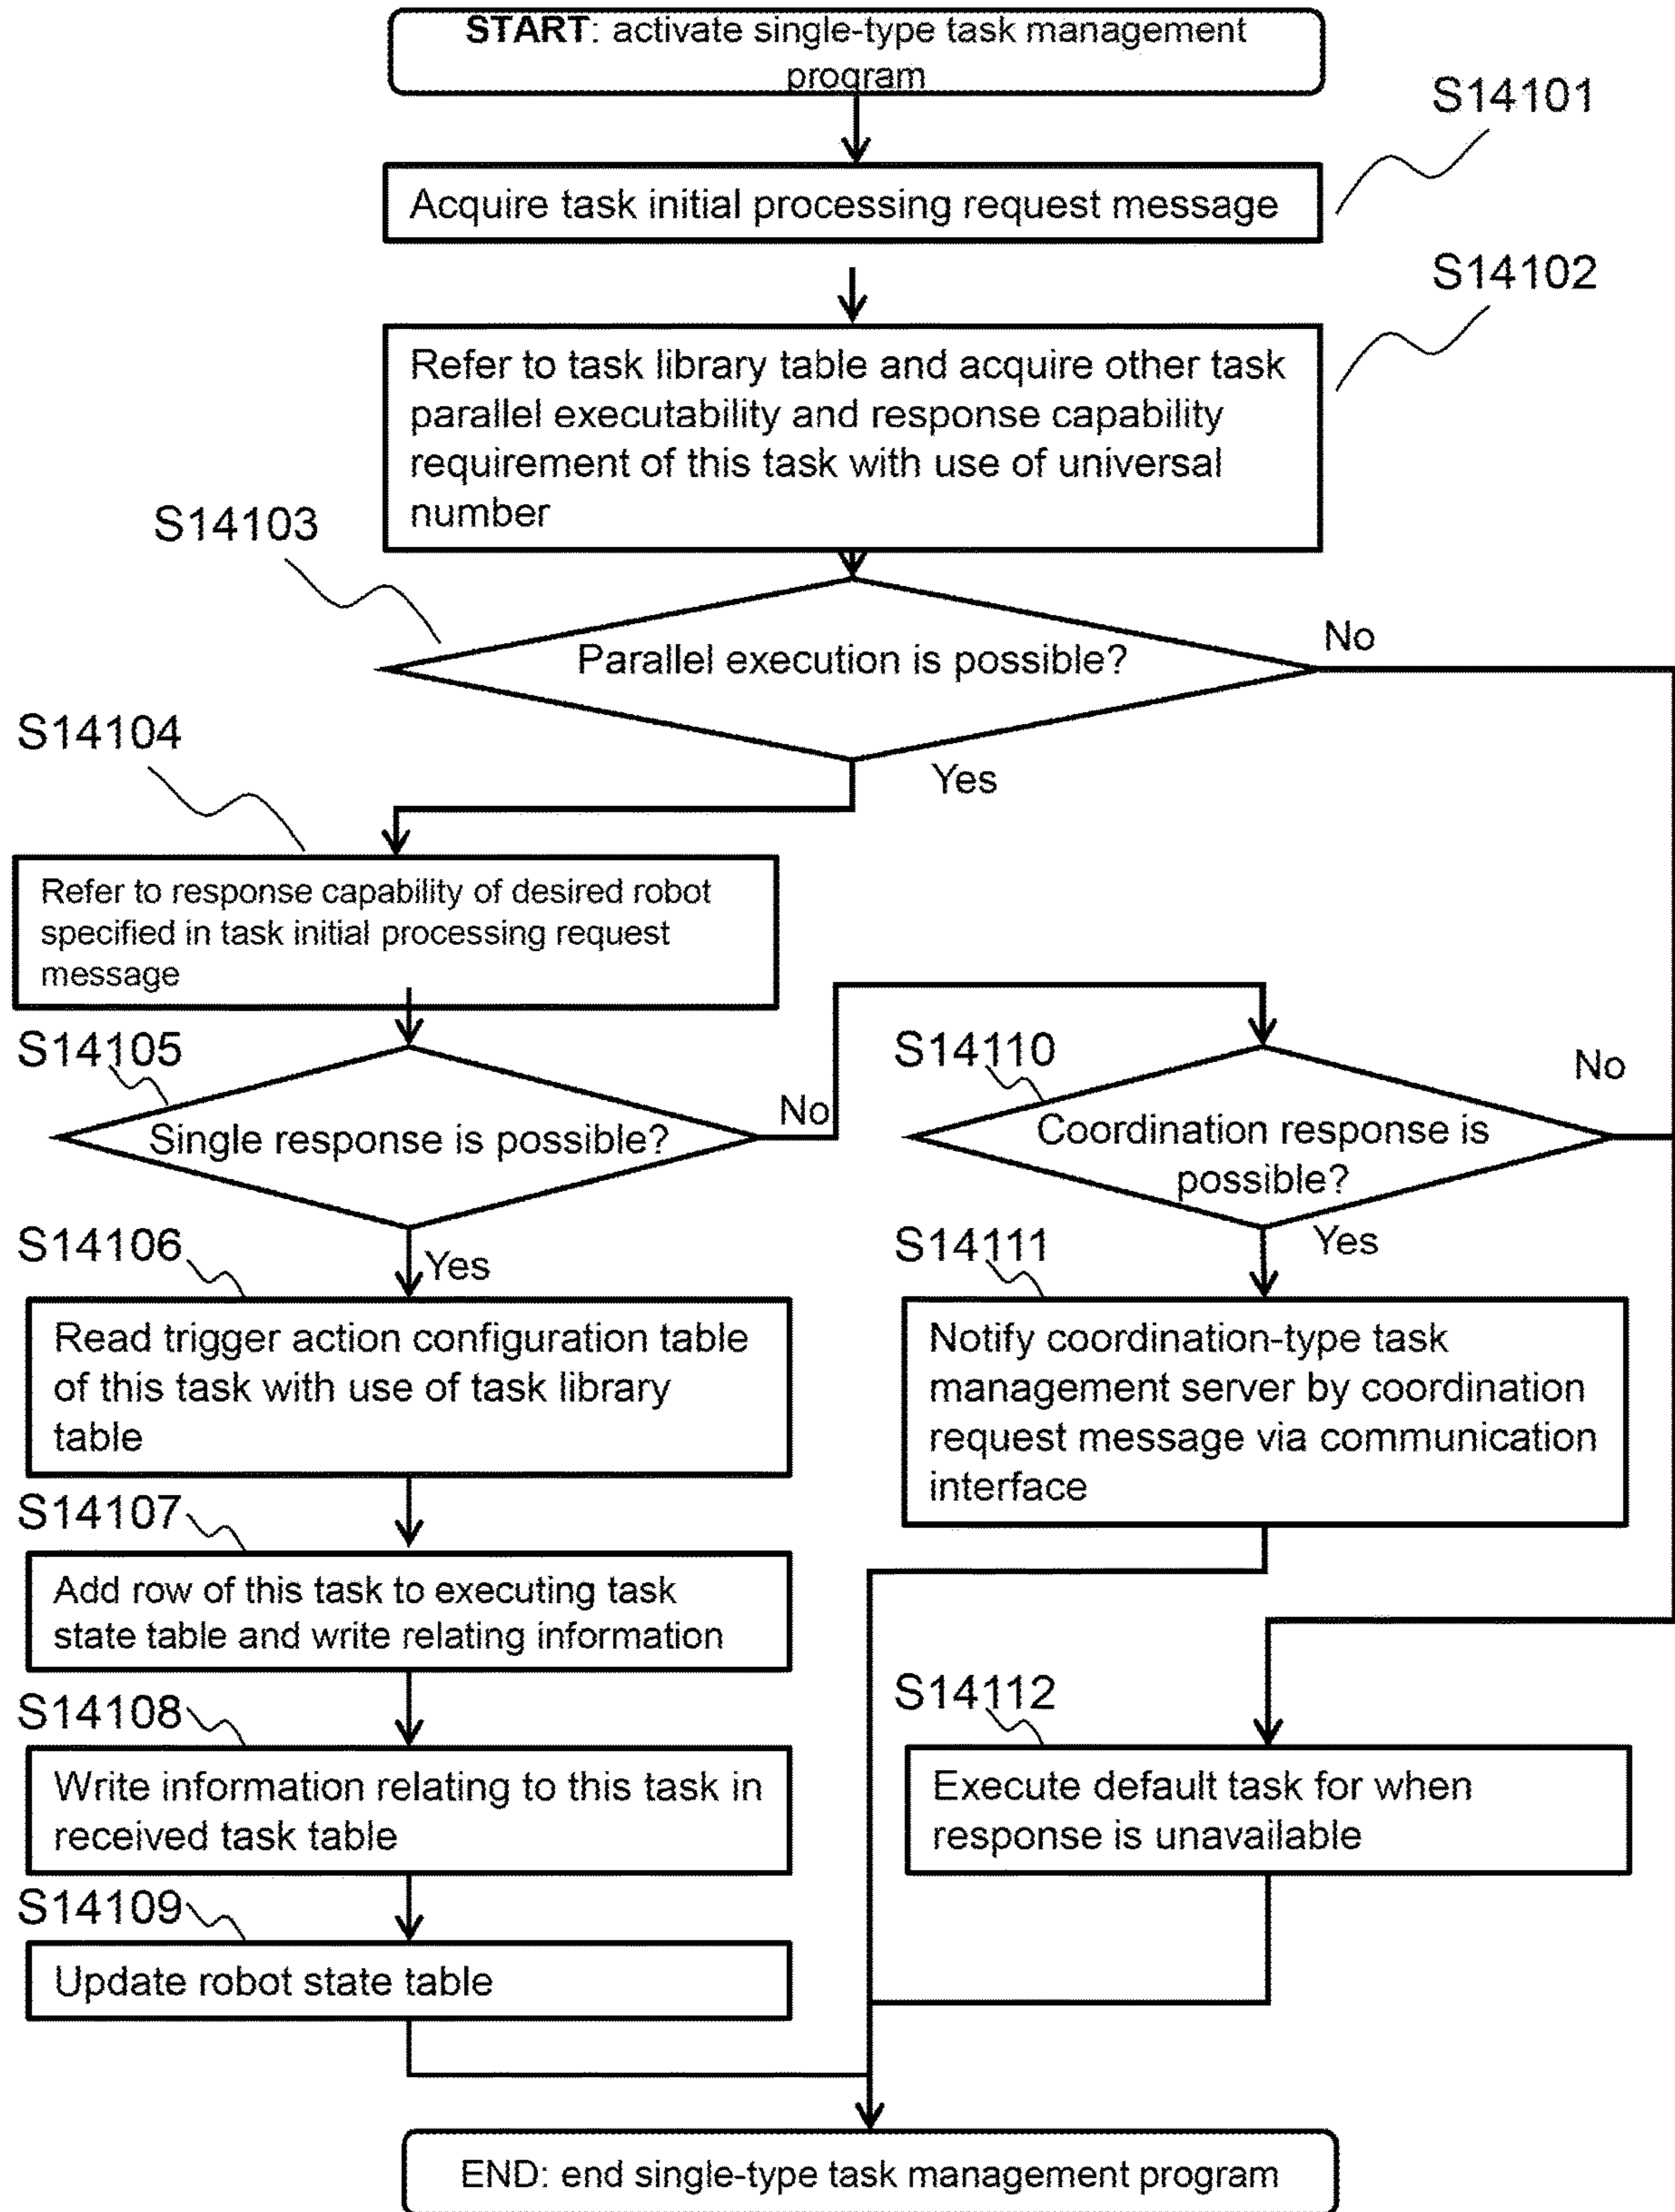 START: activate single-type task management
program
S14101
Acquire task initial processing request message
S14102
Refer to task library table and acquire other task
parallel executability and response capability
requirement of this task with use of universal
number
S14103
Parallel execution is possible?
No
Yes
S14104
Refer to response capability of desired robot
specified in task initial processing request
message
S14105
Single response is possible?
No
S14110
Coordination response is
possible?
No
Yes
S14106
Yes
Read trigger action configuration table
of this task with use of task library
table
S14111
Notify coordination-type task
management server by coordination
request message via communication
interface
S14107
Add row of this task to executing task
state table and write relating information
S14108
Write information relating to this task in
received task table
S14112
Execute default task for when
response is unavailable
S14109
Update robot state table
END: end single-type task management program